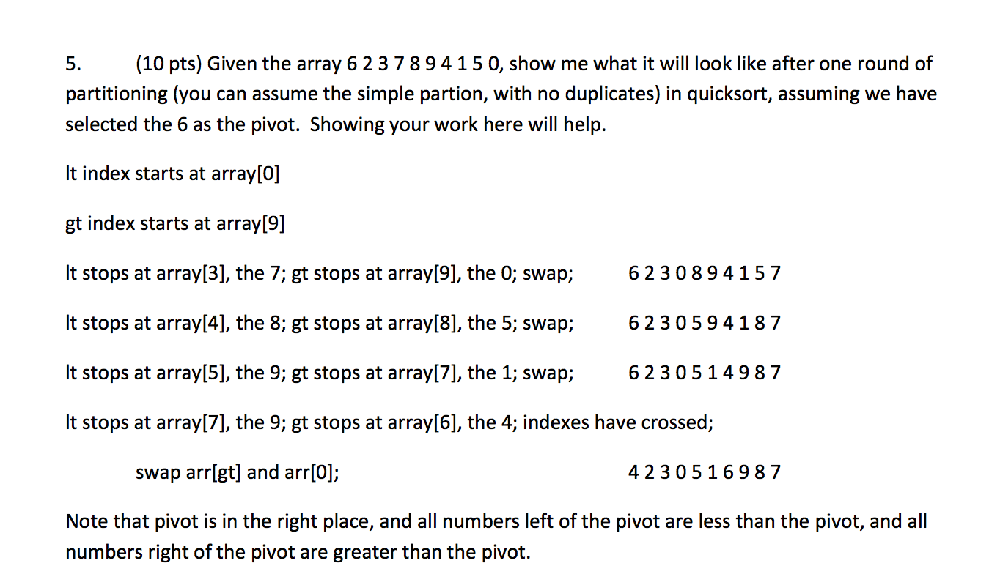 5. (10 pts) Given the array 6 2 3 7 8 9 4 1 5 0, show me what it will look like after one round of
partitioning (you can assume the simple partion, with no duplicates) in quicksort, assuming we have
selected the 6 as the pivot. Showing your work here will help.
lt index starts at array[0]
gt index starts at array[9]
lt stops at array[3], the 7; gt stops at array[9], the 0; swap; 6 2 3 0 8 9 4 1 5 7
lt stops at array[4], the 8; gt stops at array[8], the 5; swap; 6 2 3 0 5 9 4 1 8 7
lt stops at array[5], the 9; gt stops at array[7], the 1; swap; 6 2 3 0 5 1 4 9 8 7
lt stops at array[7], the 9; gt stops at array[6], the 4; indexes have crossed;
swap arr[gt] and arr[0]; 4 2 3 0 5 1 6 9 8 7
Note that pivot is in the right place, and all numbers left of the pivot are less than the pivot, and all
numbers right of the pivot are greater than the pivot.